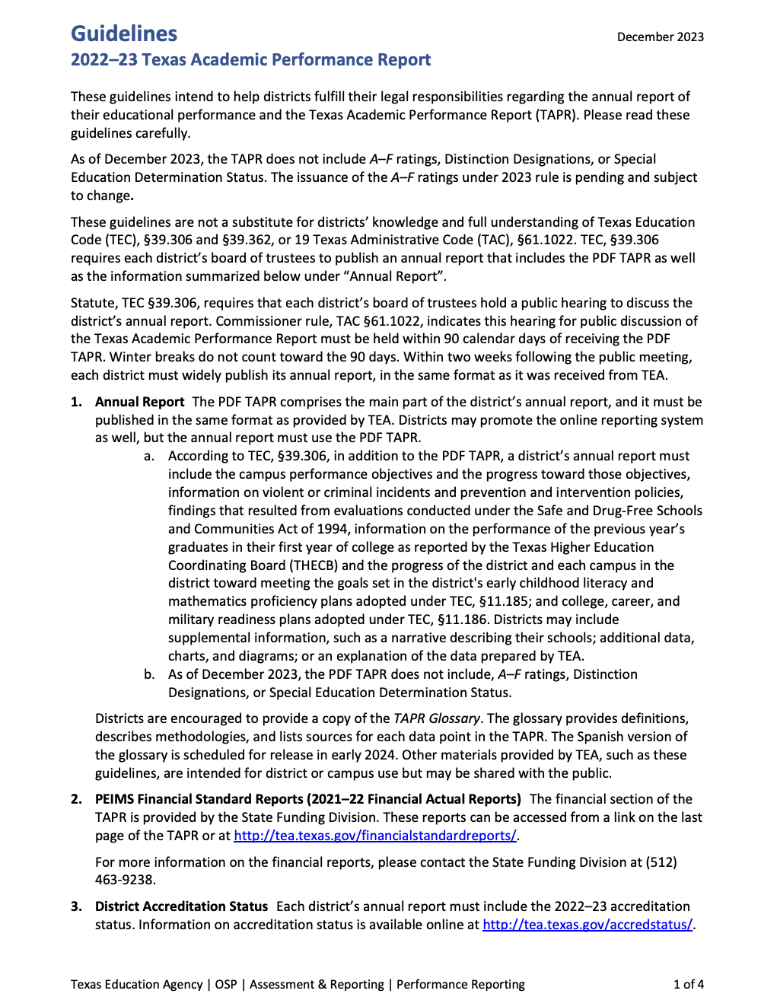 Guidelines
December 2023
2022–23 Texas Academic Performance Report
These guidelines intend to help districts fulfill their legal responsibilities regarding the annual report of
their educational performance and the Texas Academic Performance Report (TAPR). Please read these
guidelines carefully.
As of December 2023, the TAPR does not include A–F ratings, Distinction Designations, or Special
Education Determination Status. The issuance of the A–F ratings under 2023 rule is pending and subject
to change.
These guidelines are not a substitute for districts’ knowledge and full understanding of Texas Education
Code (TEC), §39.306 and §39.362, or 19 Texas Administrative Code (TAC), §61.1022. TEC, §39.306
requires each district’s board of trustees to publish an annual report that includes the PDF TAPR as well
as the information summarized below under “Annual Report”.
Statute, TEC §39.306, requires that each district’s board of trustees hold a public hearing to discuss the
district’s annual report. Commissioner rule, TAC §61.1022, indicates this hearing for public discussion of
the Texas Academic Performance Report must be held within 90 calendar days of receiving the PDF
TAPR. Winter breaks do not count toward the 90 days. Within two weeks following the public meeting,
each district must widely publish its annual report, in the same format as it was received from TEA.
1. Annual Report The PDF TAPR comprises the main part of the district’s annual report, and it must be
published in the same format as provided by TEA. Districts may promote the online reporting system
as well, but the annual report must use the PDF TAPR.
a. According to TEC, §39.306, in addition to the PDF TAPR, a district’s annual report must
include the campus performance objectives and the progress toward those objectives,
information on violent or criminal incidents and prevention and intervention policies,
findings that resulted from evaluations conducted under the Safe and Drug-Free Schools
and Communities Act of 1994, information on the performance of the previous year’s
graduates in their first year of college as reported by the Texas Higher Education
Coordinating Board (THECB) and the progress of the district and each campus in the
district toward meeting the goals set in the district's early childhood literacy and
mathematics proficiency plans adopted under TEC, §11.185; and college, career, and
military readiness plans adopted under TEC, §11.186. Districts may include
supplemental information, such as a narrative describing their schools; additional data,
charts, and diagrams; or an explanation of the data prepared by TEA.
b. As of December 2023, the PDF TAPR does not include, A–F ratings, Distinction
Designations, or Special Education Determination Status.
Districts are encouraged to provide a copy of the TAPR Glossary. The glossary provides definitions,
describes methodologies, and lists sources for each data point in the TAPR. The Spanish version of
the glossary is scheduled for release in early 2024. Other materials provided by TEA, such as these
guidelines, are intended for district or campus use but may be shared with the public.
2. PEIMS Financial Standard Reports (2021–22 Financial Actual Reports) The financial section of the
TAPR is provided by the State Funding Division. These reports can be accessed from a link on the last
page of the TAPR or at http://tea.texas.gov/financialstandardreports/.
For more information on the financial reports, please contact the State Funding Division at (512)
463-9238.
3. District Accreditation Status Each district’s annual report must include the 2022–23 accreditation
status. Information on accreditation status is available online at http://tea.texas.gov/accredstatus/.
Texas Education Agency | OSP | Assessment & Reporting | Performance Reporting
1 of 4